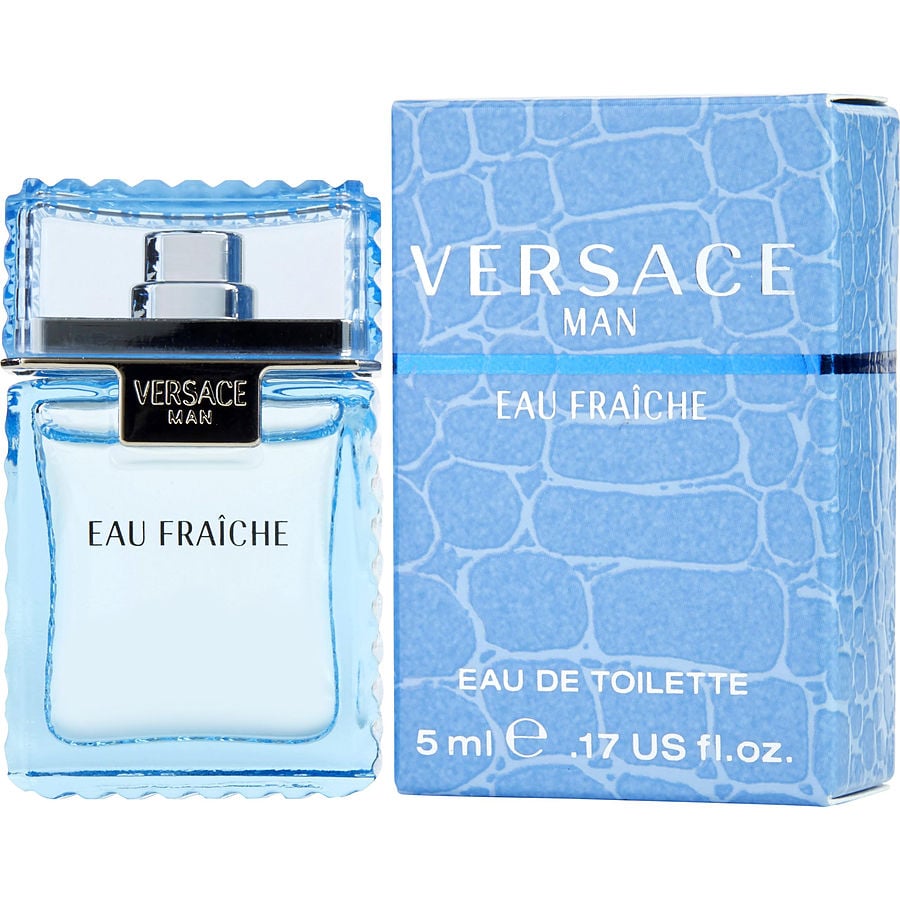 VERSACE
MAN
EAU FRAÎCHE
VERSACE
MAN
EAU FRAÎCHE
EAU DE TOILETTE
5 ml ℮ .17 US fl.oz.